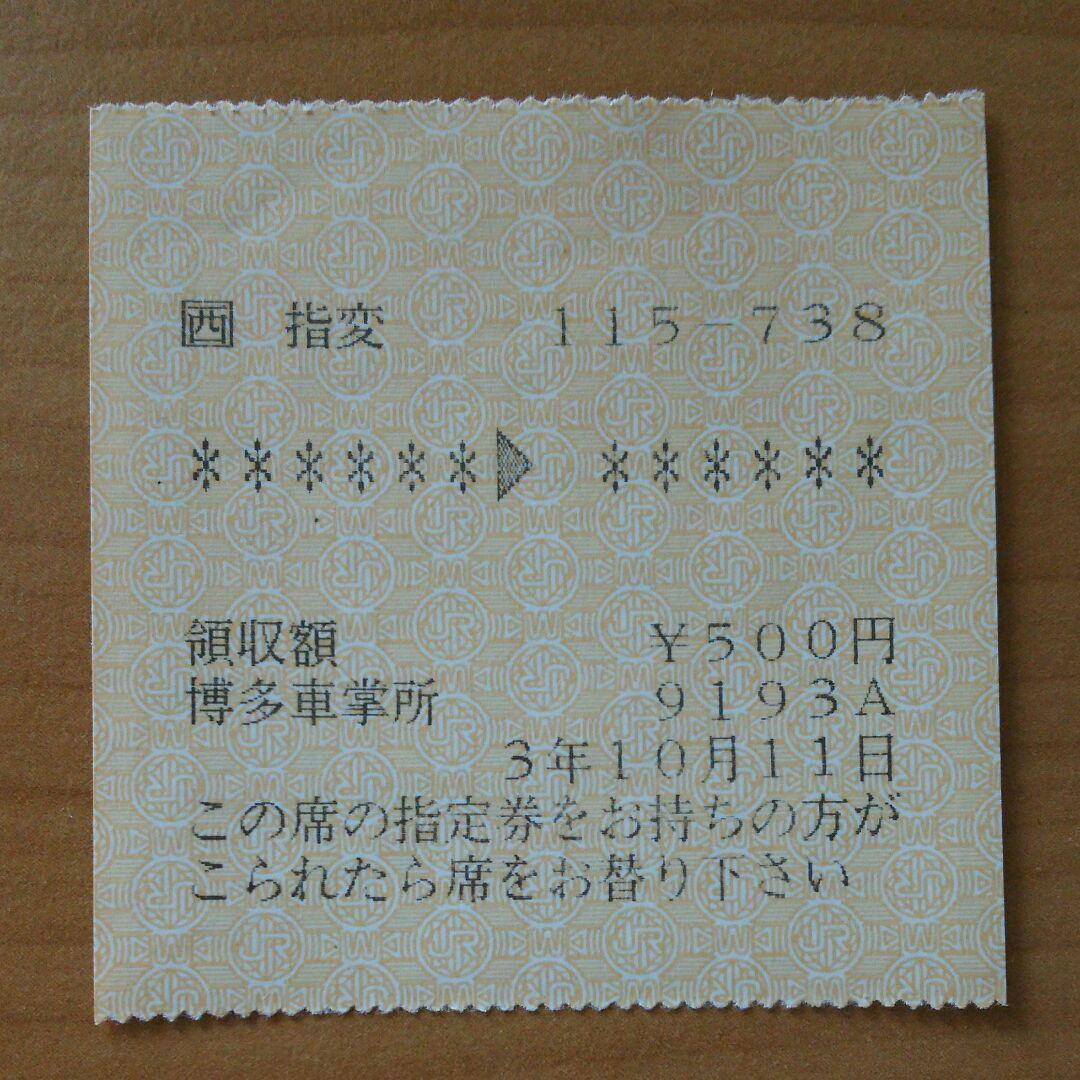 西 指変 115-738
******▶ ******
領収額 ¥500円
博多車掌所 9193A
3年10月11日
この席の指定券をお持ちの方が
こられたら席をお替り下さい